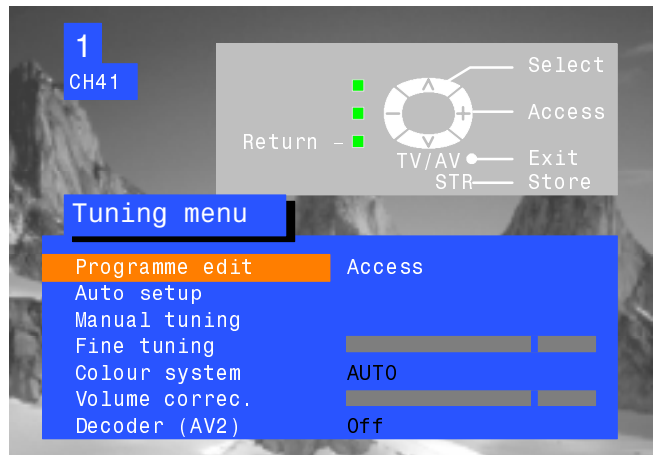 1
CH41
Select
Access
Return –
TV/AV
Exit
STR
Store
Tuning menu
Programme edit Access
Auto setup
Manual tuning
Fine tuning
Colour system AUTO
Volume correc.
Decoder (AV2) Off